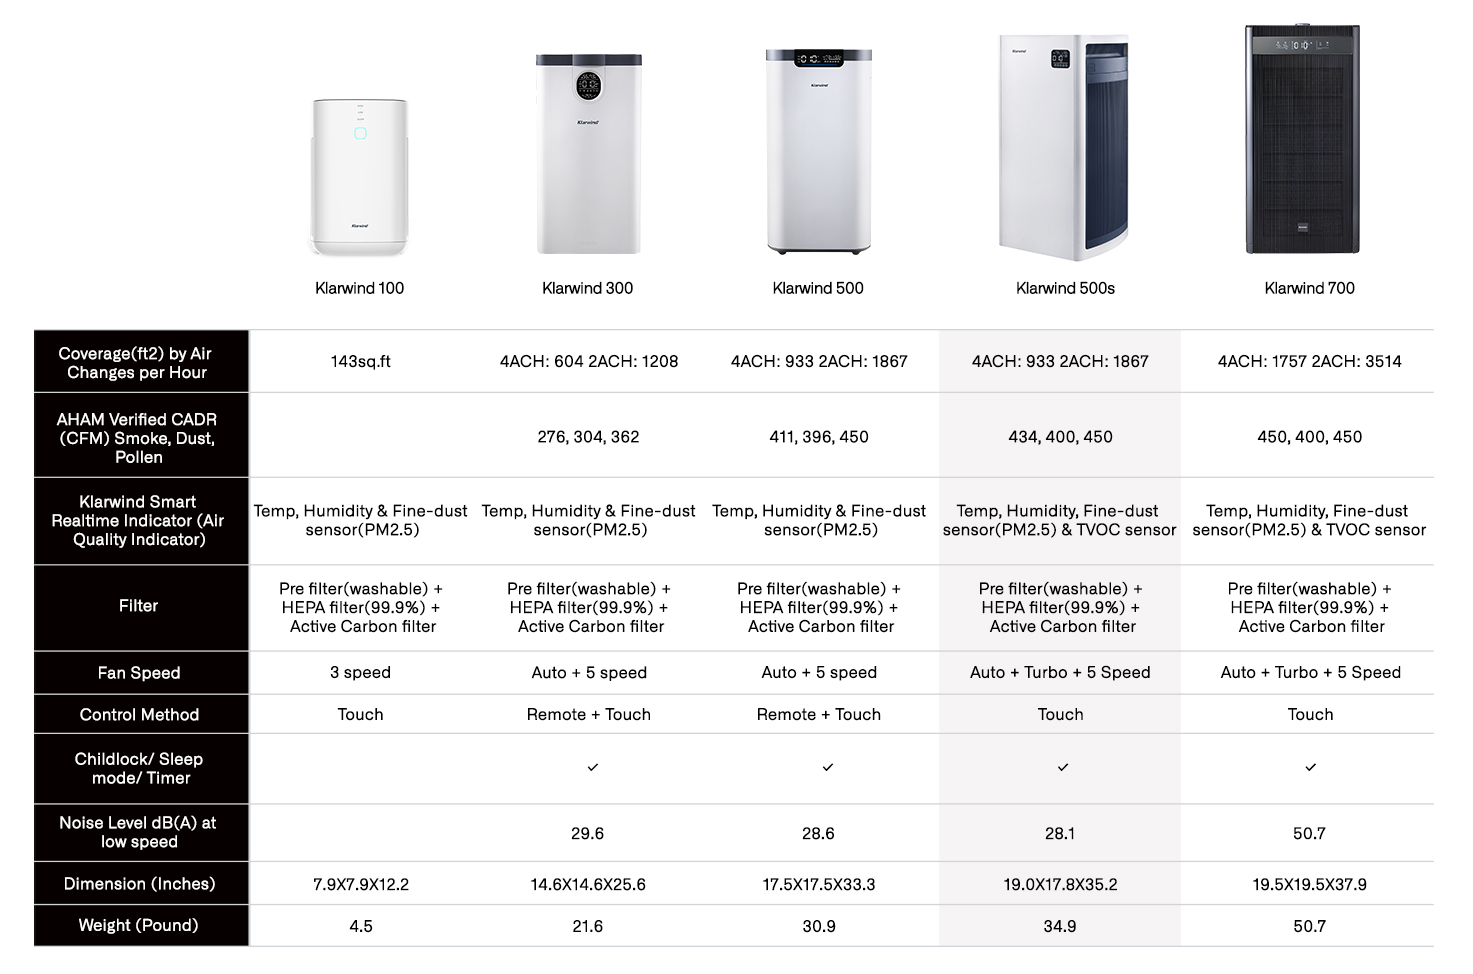 Klarwind
Klarwind
Klarwind
Klarwind
Klarwind 100
Klarwind 300
Klarwind 500
Klarwind 500s
Klarwind 700
Coverage(ft2) by Air
Changes per Hour
143sq.ft
4ACH: 604 2ACH: 1208
4ACH: 933 2ACH: 1867
4ACH: 933 2ACH: 1867
4ACH: 1757 2ACH: 3514
AHAM Verified CADR
(CFM) Smoke, Dust,
Pollen
276, 304, 362
411, 396, 450
434, 400, 450
450, 400, 450
Klarwind Smart
Realtime Indicator (Air
Quality Indicator)
Temp, Humidity & Fine-dust
sensor(PM2.5)
Temp, Humidity & Fine-dust
sensor(PM2.5)
Temp, Humidity & Fine-dust
sensor(PM2.5)
Temp, Humidity, Fine-dust
sensor(PM2.5) & TVOC sensor
Temp, Humidity, Fine-dust
sensor(PM2.5) & TVOC sensor
Filter
Pre filter(washable) +
HEPA filter(99.9%) +
Active Carbon filter
Pre filter(washable) +
HEPA filter(99.9%) +
Active Carbon filter
Pre filter(washable) +
HEPA filter(99.9%) +
Active Carbon filter
Pre filter(washable) +
HEPA filter(99.9%) +
Active Carbon filter
Pre filter(washable) +
HEPA filter(99.9%) +
Active Carbon filter
Fan Speed
3 speed
Auto + 5 speed
Auto + 5 speed
Auto + Turbo + 5 Speed
Auto + Turbo + 5 Speed
Control Method
Touch
Remote + Touch
Remote + Touch
Touch
Touch
Childlock/ Sleep
mode/ Timer
✓
✓
✓
✓
Noise Level dB(A) at
low speed
29.6
28.6
28.1
50.7
Dimension (Inches)
7.9X7.9X12.2
14.6X14.6X25.6
17.5X17.5X33.3
19.0X17.8X35.2
19.5X19.5X37.9
Weight (Pound)
4.5
21.6
30.9
34.9
50.7